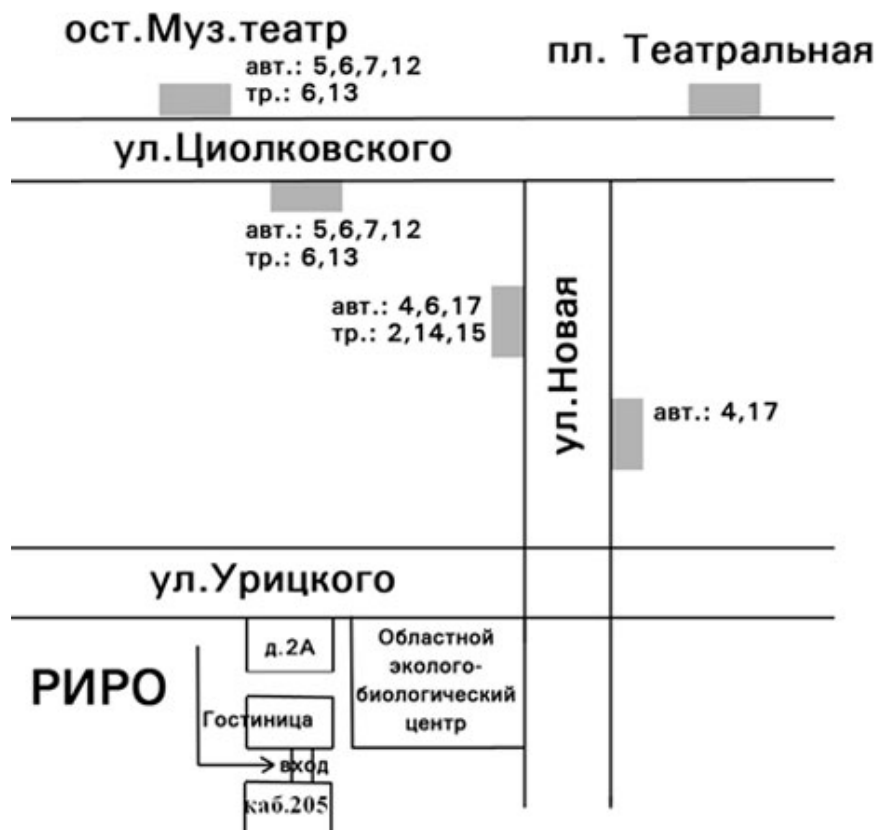 ост.Муз.театр
авт.: 5,6,7,12
тр.: 6,13
пл. Театральная
ул.Циолковского
авт.: 5,6,7,12
тр.: 6,13
авт.: 4,6,17
тр.: 2,14,15
ул.Новая
авт.: 4,17
ул.Урицкого
РИРО
д.2А
Областной
эколого-
биологический
центр
Гостиница
вход
каб.205